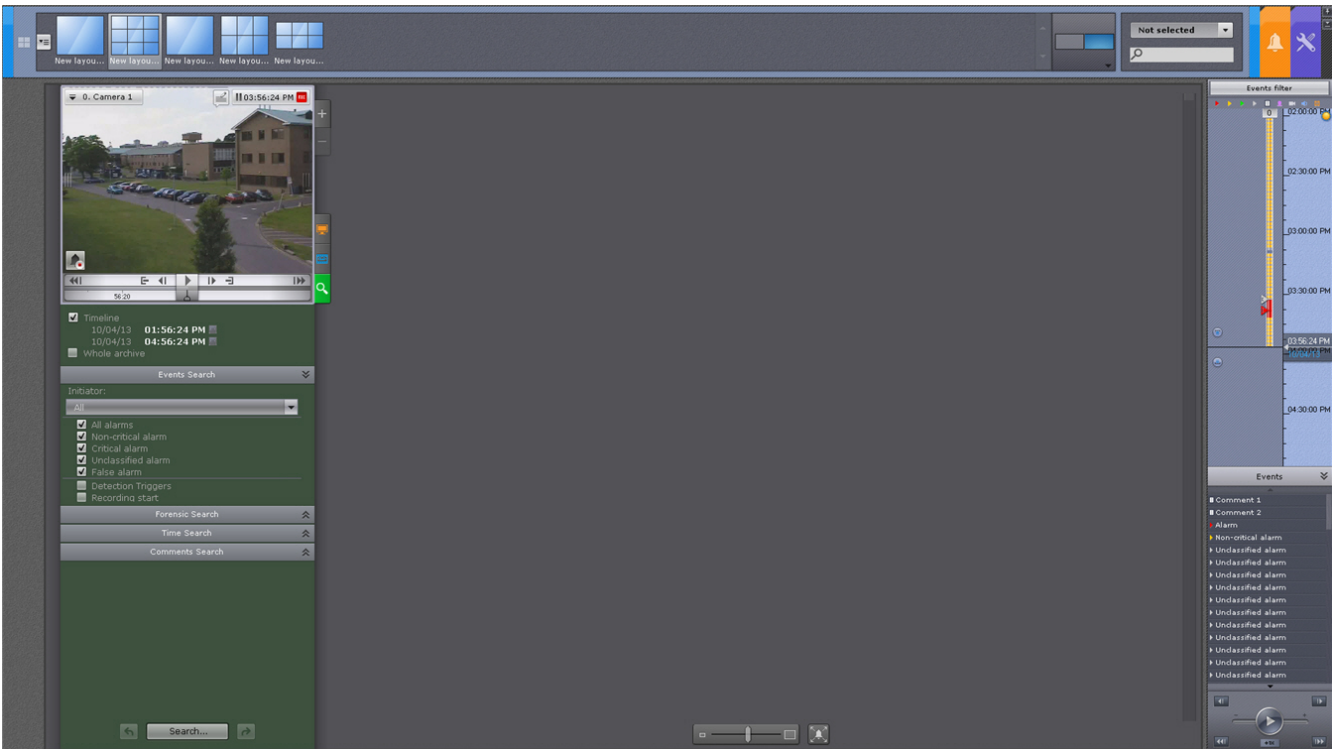 New layou... New layou... New layou... New layou... New layou...
Not selected
0. Camera 1
03:56:24 PM
REC
56:20
Timeline
10/04/13 01:56:24 PM
10/04/13 04:56:24 PM
Whole archive
Events Search
Initiator:
All
All alarms
Non-critical alarm
Critical alarm
Unclassified alarm
False alarm
Detection Triggers
Recording start
Forensic Search
Time Search
Comments Search
Search...
Events filter
0
02:00:00 PM
02:30:00 PM
03:00:00 PM
03:30:00 PM
03:56:24 PM
10/04/13
04:30:00 PM
Events
Comment 1
Comment 2
Alarm
Non-critical alarm
Unclassified alarm
Unclassified alarm
Unclassified alarm
Unclassified alarm
Unclassified alarm
Unclassified alarm
Unclassified alarm
Unclassified alarm
Unclassified alarm
Unclassified alarm
Unclassified alarm